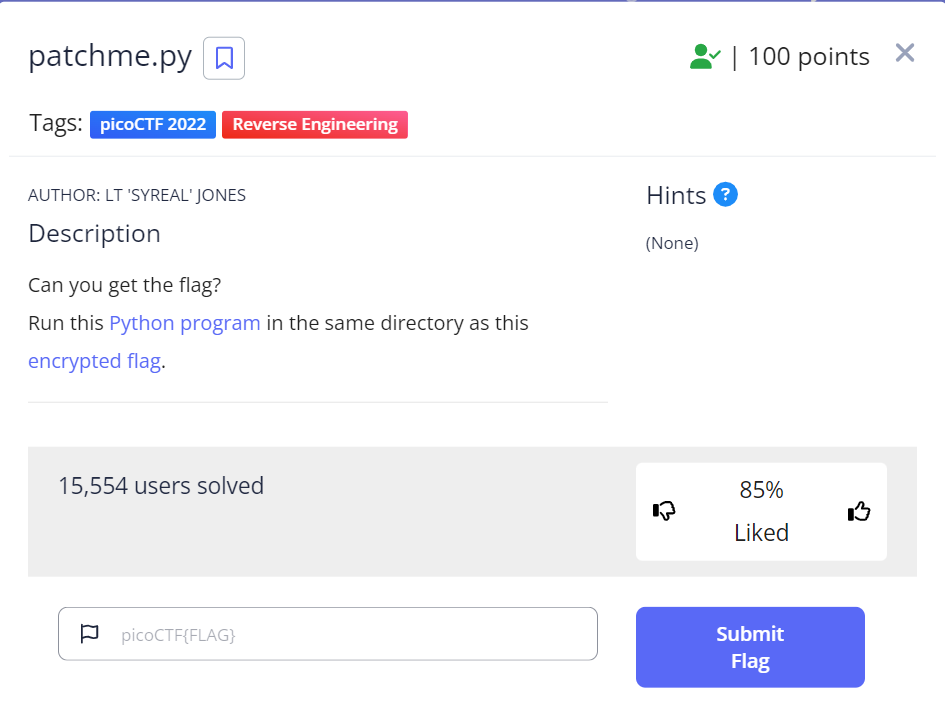 patchme.py
| 100 points
Tags: picoCTF 2022 Reverse Engineering
AUTHOR: LT 'SYREAL' JONES
Description
Can you get the flag?
Run this Python program in the same directory as this
encrypted flag.
Hints ?
(None)
15,554 users solved
85%
Liked
picoCTF{FLAG}
Submit
Flag